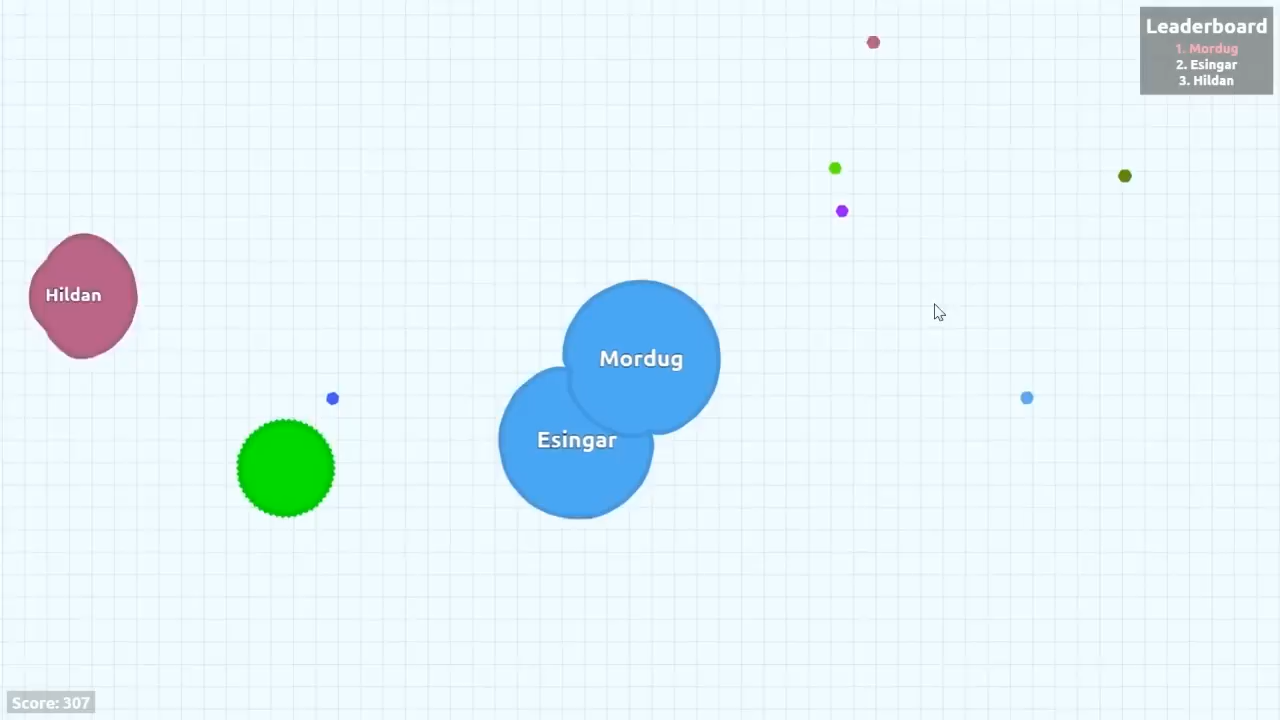 Leaderboard
1. Mordug
2. Esingar
3. Hildan
Hildan
Mordug
Esingar
Score: 307